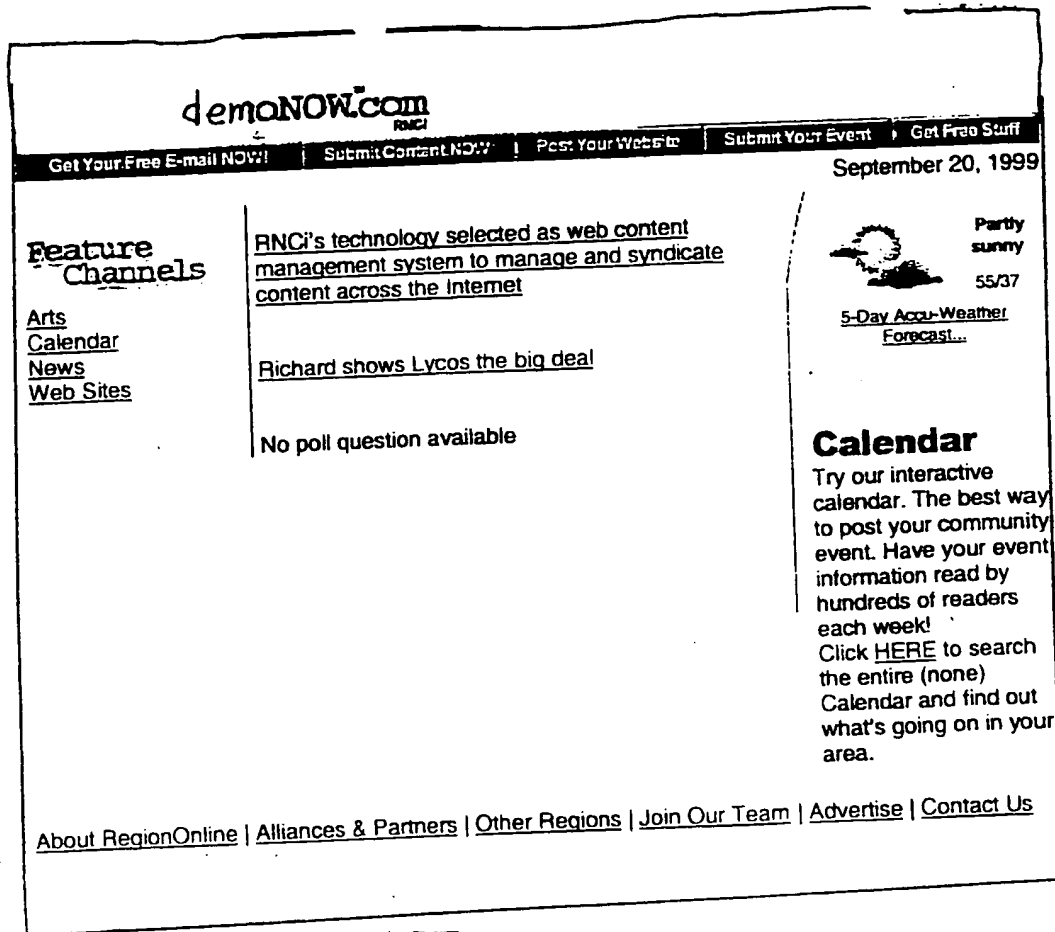 demoNOW.com
RNCi
Get Your Free E-mail NOW! | Submit Content NOW! | Post Your Website | Submit Your Event | Get Free Stuff
September 20, 1999
Feature
Channels
Arts
Calendar
News
Web Sites
RNCi's technology selected as web content
management system to manage and syndicate
content across the Internet
Richard shows Lycos the big deal
No poll question available
Partly
sunny
55/37
5-Day Accu-Weather
Forecast...
Calendar
Try our interactive
calendar. The best way
to post your community
event. Have your event
information read by
hundreds of readers
each week!
Click HERE to search
the entire (none)
Calendar and find out
what's going on in your
area.
About RegionOnline | Alliances & Partners | Other Regions | Join Our Team | Advertise | Contact Us